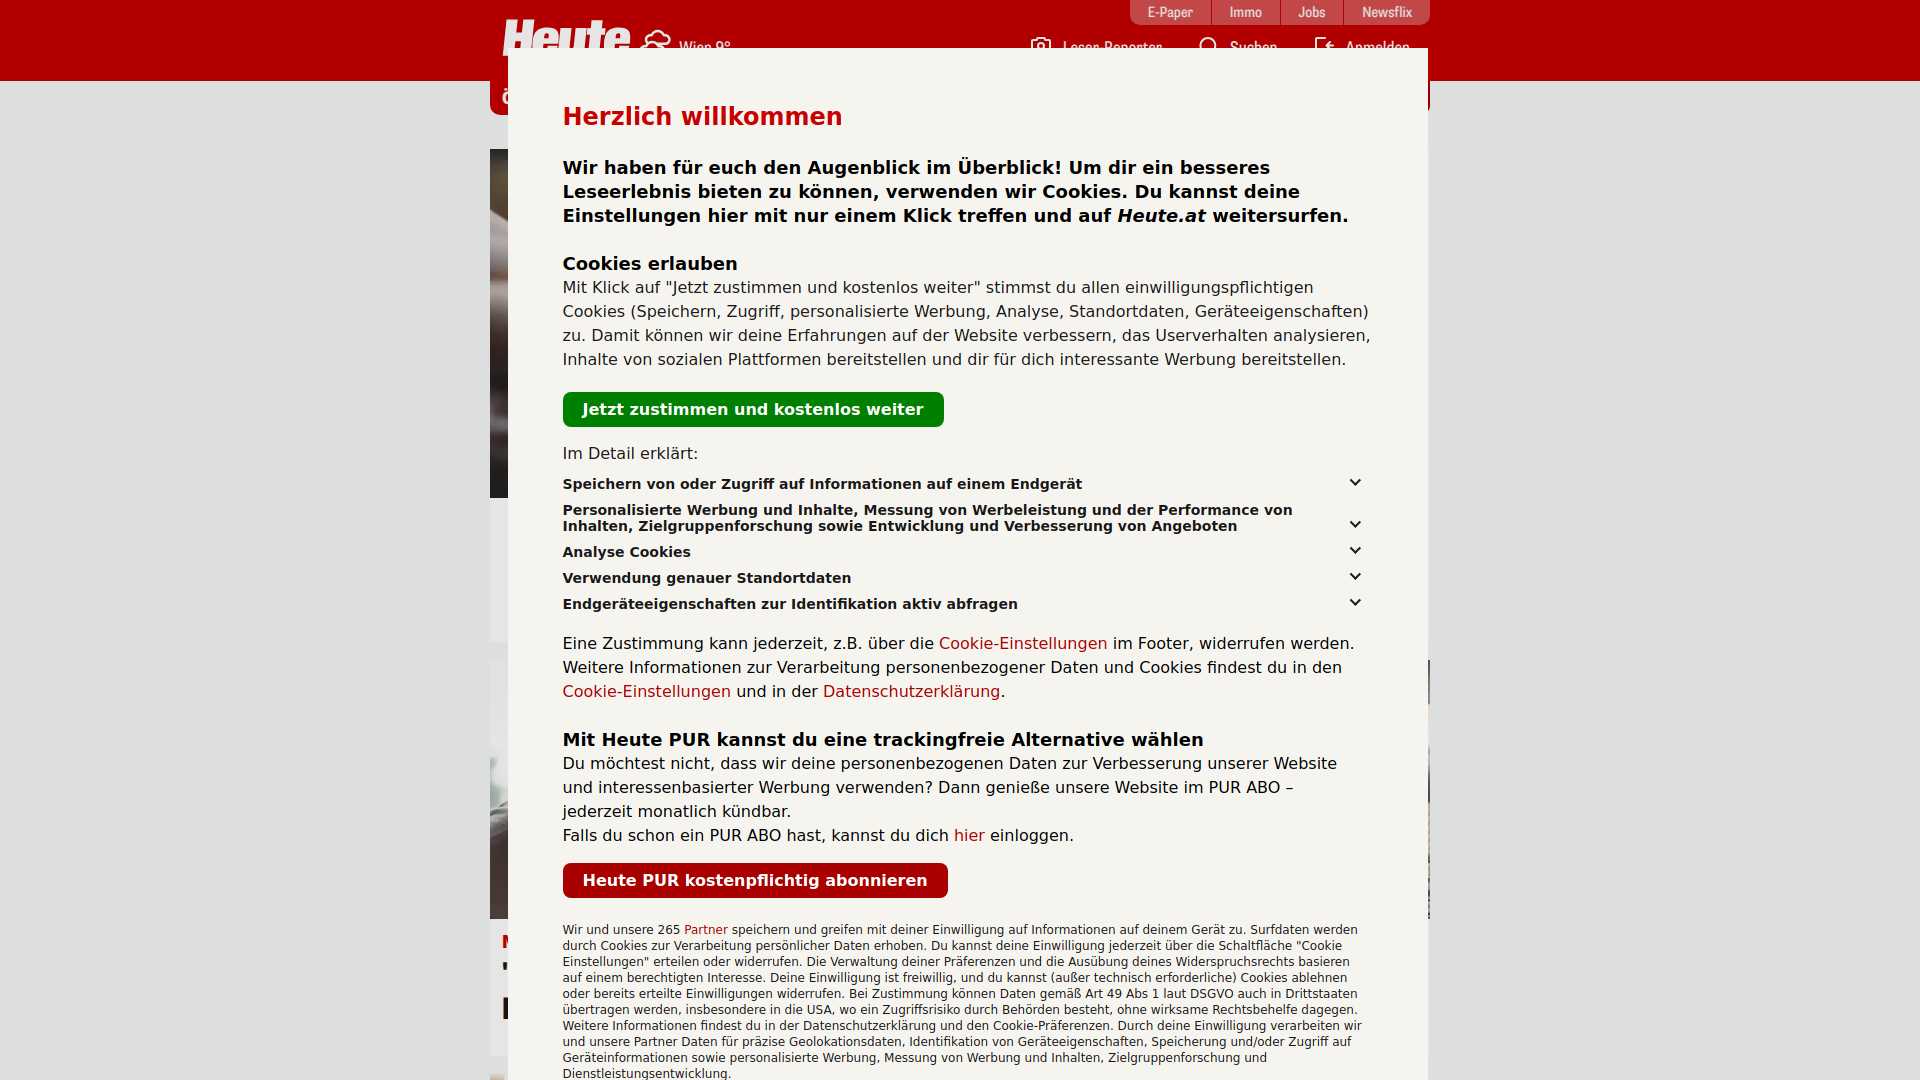 E-Paper
Immo
Jobs
Newsflix
Heute
Wien 9°
Leser-Reporter
Suchen
Anmelden
Herzlich willkommen
Wir haben für euch den Augenblick im Überblick! Um dir ein besseres
Leseerlebnis bieten zu können, verwenden wir Cookies. Du kannst deine
Einstellungen hier mit nur einem Klick treffen und auf Heute.at weitersurfen.
Cookies erlauben
Mit Klick auf "Jetzt zustimmen und kostenlos weiter" stimmst du allen einwilligungspflichtigen
Cookies (Speichern, Zugriff, personalisierte Werbung, Analyse, Standortdaten, Geräteeigenschaften)
zu. Damit können wir deine Erfahrungen auf der Website verbessern, das Userverhalten analysieren,
Inhalte von sozialen Plattformen bereitstellen und dir für dich interessante Werbung bereitstellen.
Jetzt zustimmen und kostenlos weiter
Im Detail erklärt:
Speichern von oder Zugriff auf Informationen auf einem Endgerät
Personalisierte Werbung und Inhalte, Messung von Werbeleistung und der Performance von
Inhalten, Zielgruppenforschung sowie Entwicklung und Verbesserung von Angeboten
Analyse Cookies
Verwendung genauer Standortdaten
Endgeräteeigenschaften zur Identifikation aktiv abfragen
Eine Zustimmung kann jederzeit, z.B. über die Cookie-Einstellungen im Footer, widerrufen werden.
Weitere Informationen zur Verarbeitung personenbezogener Daten und Cookies findest du in den
Cookie-Einstellungen und in der Datenschutzerklärung.
Mit Heute PUR kannst du eine trackingfreie Alternative wählen
Du möchtest nicht, dass wir deine personenbezogenen Daten zur Verbesserung unserer Website
und interessenbasierter Werbung verwenden? Dann genieße unsere Website im PUR ABO –
jederzeit monatlich kündbar.
Falls du schon ein PUR ABO hast, kannst du dich hier einloggen.
Heute PUR kostenpflichtig abonnieren
Wir und unsere 265 Partner speichern und greifen mit deiner Einwilligung auf Informationen auf deinem Gerät zu. Surfdaten werden
durch Cookies zur Verarbeitung persönlicher Daten erhoben. Du kannst deine Einwilligung jederzeit über die Schaltfläche "Cookie
Einstellungen" erteilen oder widerrufen. Die Verwaltung deiner Präferenzen und die Ausübung deines Widerspruchsrechts basieren
auf einem berechtigten Interesse. Deine Einwilligung ist freiwillig, und du kannst (außer technisch erforderliche) Cookies ablehnen
oder bereits erteilte Einwilligungen widerrufen. Bei Zustimmung können Daten gemäß Art 49 Abs 1 laut DSGVO auch in Drittstaaten
übertragen werden, insbesondere in die USA, wo ein Zugriffsrisiko durch Behörden besteht, ohne wirksame Rechtsbehelfe dagegen.
Weitere Informationen findest du in der Datenschutzerklärung und den Cookie-Präferenzen. Durch deine Einwilligung verarbeiten wir
und unsere Partner Daten für präzise Geolokationsdaten, Identifikation von Geräteeigenschaften, Speicherung und/oder Zugriff auf
Geräteinformationen sowie personalisierte Werbung, Messung von Werbung und Inhalten, Zielgruppenforschung und
Dienstleistungsentwicklung.